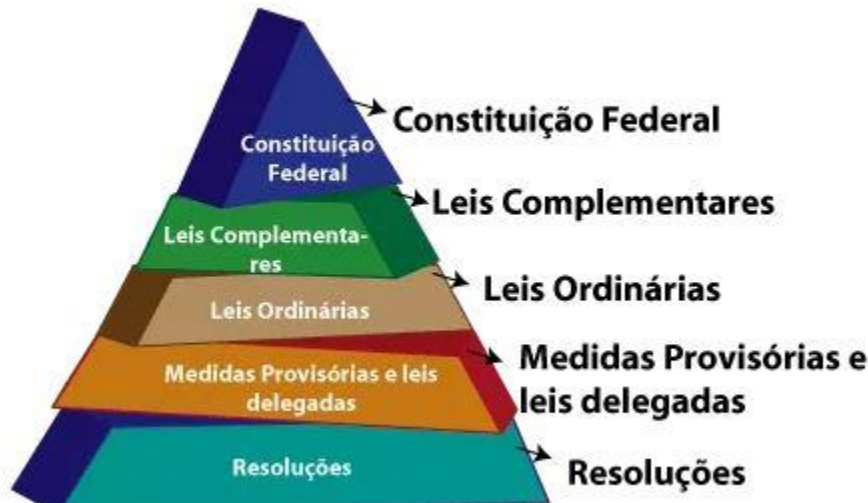 Constituição
Federal
Constituição Federal
Leis Complementa-
res
Leis Complementares
Leis Ordinárias
Leis Ordinárias
Medidas Provisórias e leis
delegadas
Medidas Provisórias e
leis delegadas
Resoluções
Resoluções